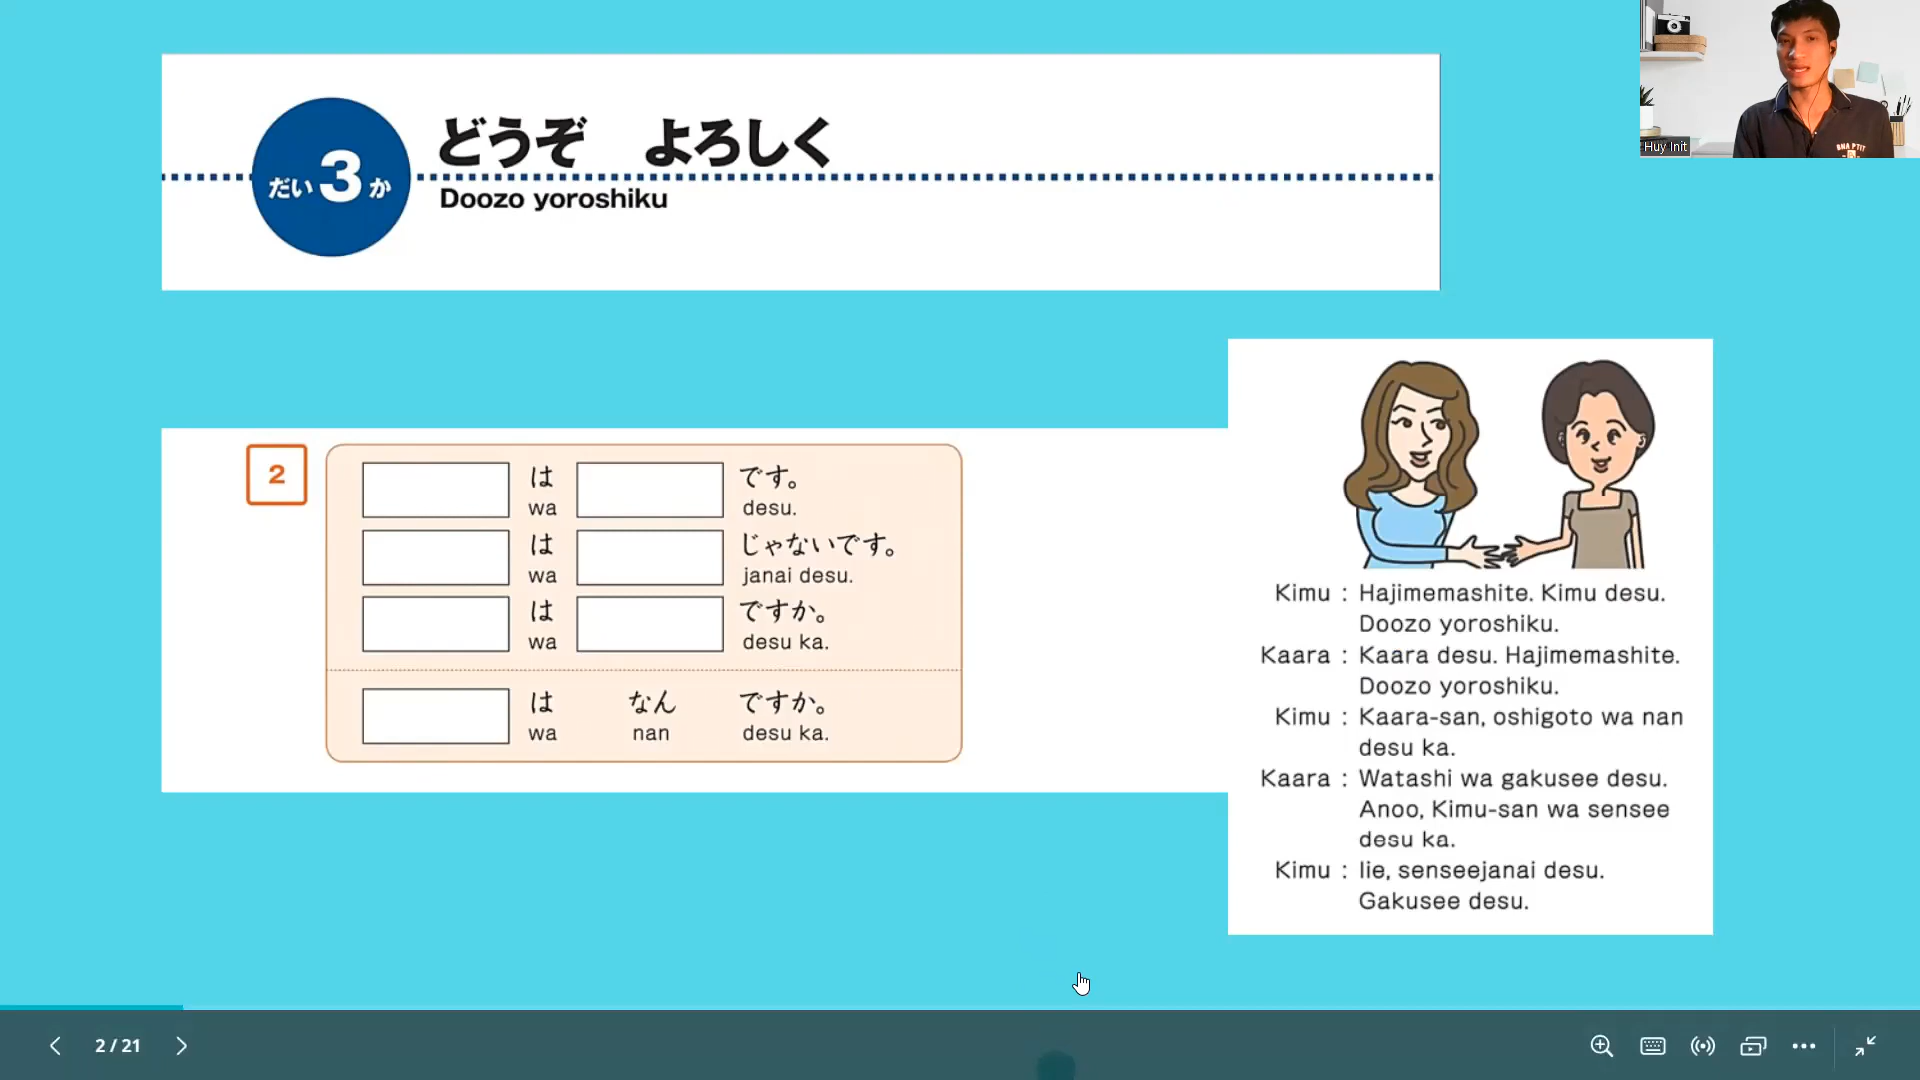 どうぞ よろしく
だい3か
Doozo yoroshiku
Huy Init
BNA PTIT
2
は です。
wa desu.
は じゃないです。
wa janai desu.
は ですか。
wa desu ka.
は なん ですか。
wa nan desu ka.
Kimu : Hajimemashite. Kimu desu.
Doozo yoroshiku.
Kaara : Kaara desu. Hajimemashite.
Doozo yoroshiku.
Kimu : Kaara-san, oshigoto wa nan
desu ka.
Kaara : Watashi wa gakusee desu.
Anoo, Kimu-san wa sensee
desu ka.
Kimu : Iie, senseejanai desu.
Gakusee desu.
2 / 21